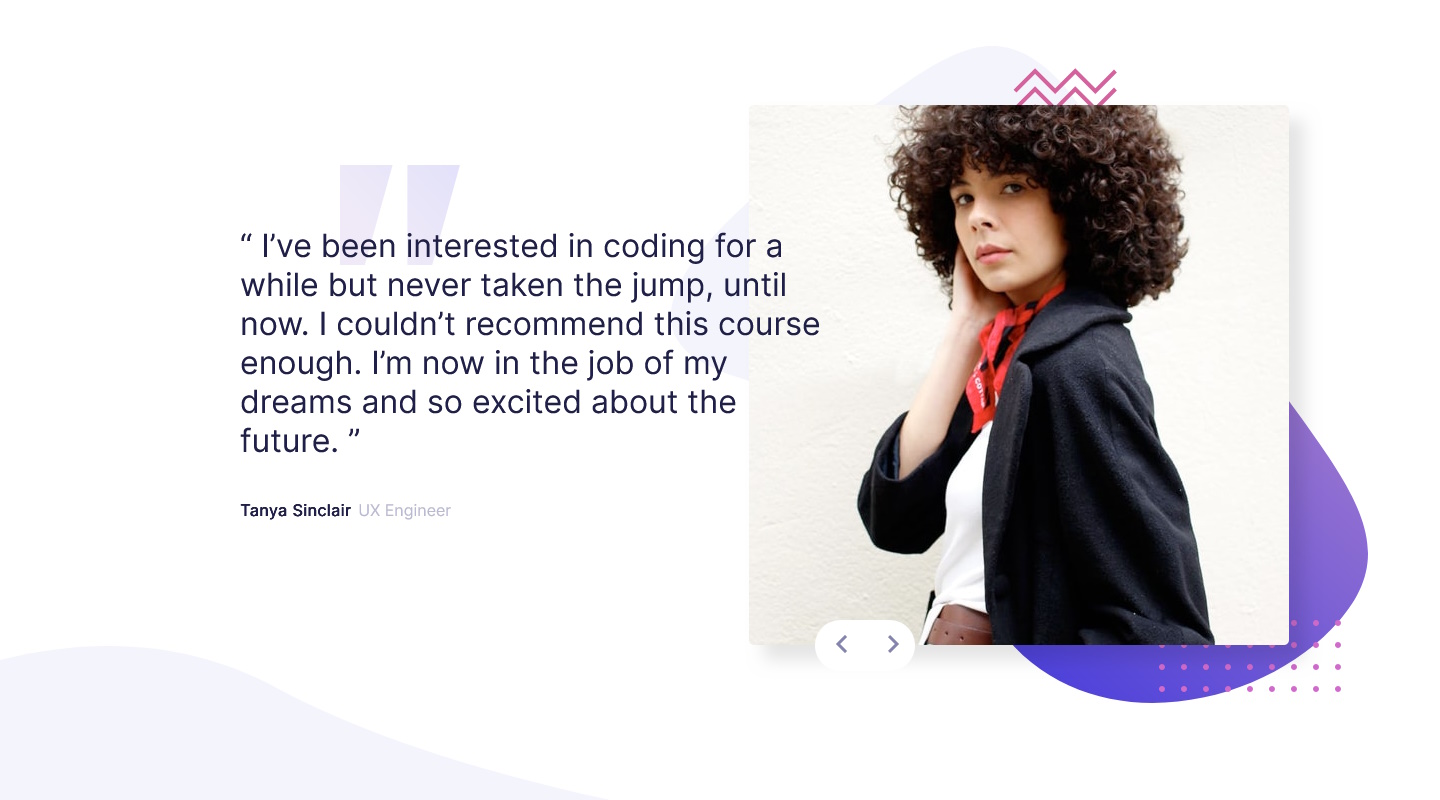 “ I’ve been interested in coding for a
while but never taken the jump, until
now. I couldn’t recommend this course
enough. I’m now in the job of my
dreams and so excited about the
future. ”
Tanya Sinclair UX Engineer